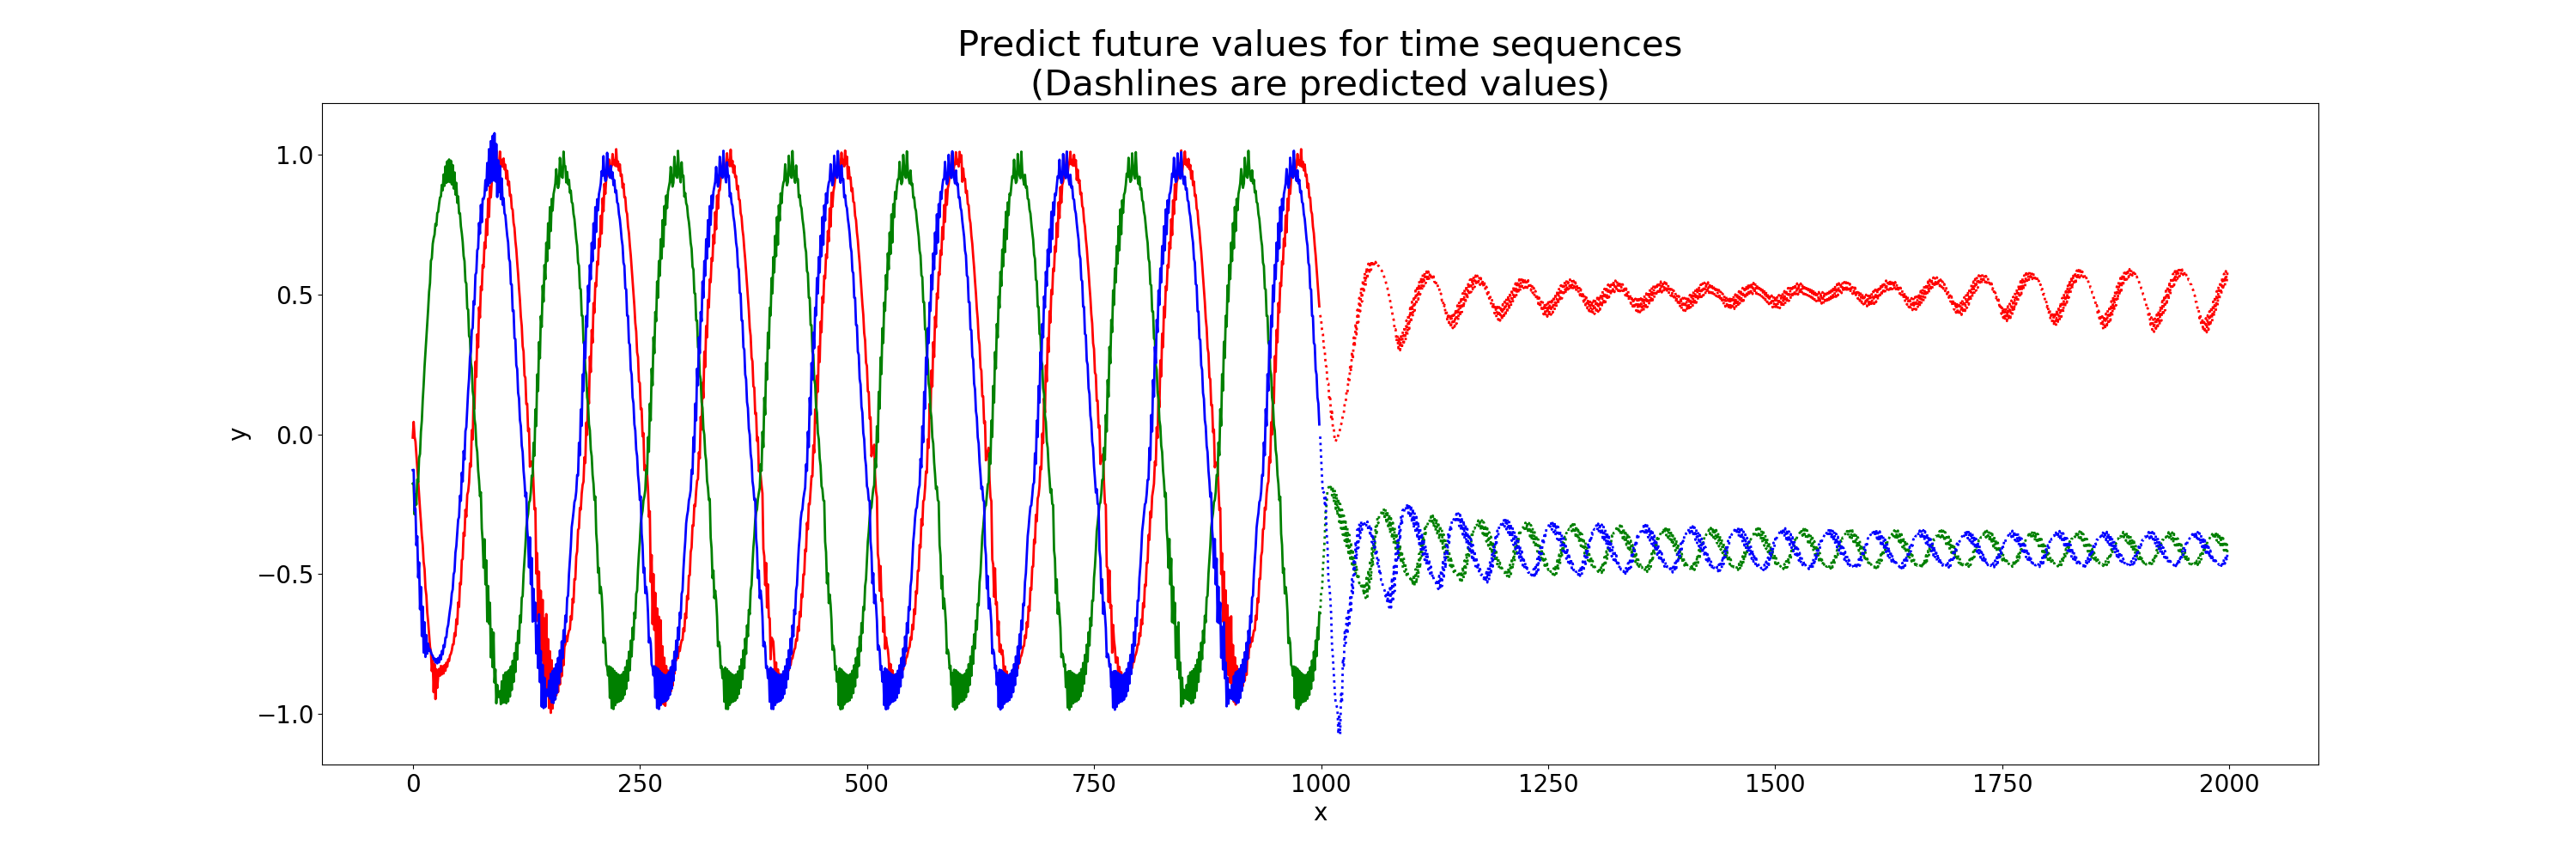 Predict future values for time sequences
(Dashlines are predicted values)
1.0
0.5
0.0
−0.5
−1.0
y
0 250 500 750 1000 1250 1500 1750 2000
x